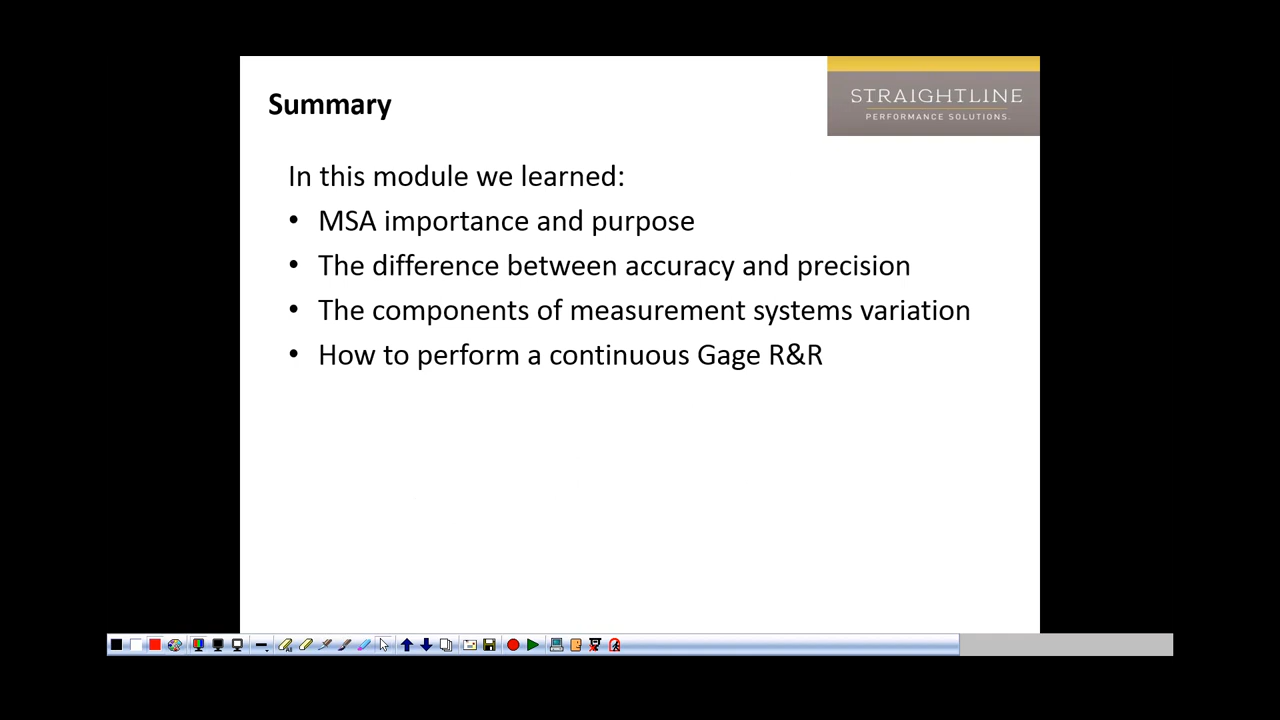 Summary
STRAIGHTLINE
PERFORMANCE SOLUTIONS.
In this module we learned:
• MSA importance and purpose
• The difference between accuracy and precision
• The components of measurement systems variation
• How to perform a continuous Gage R&R